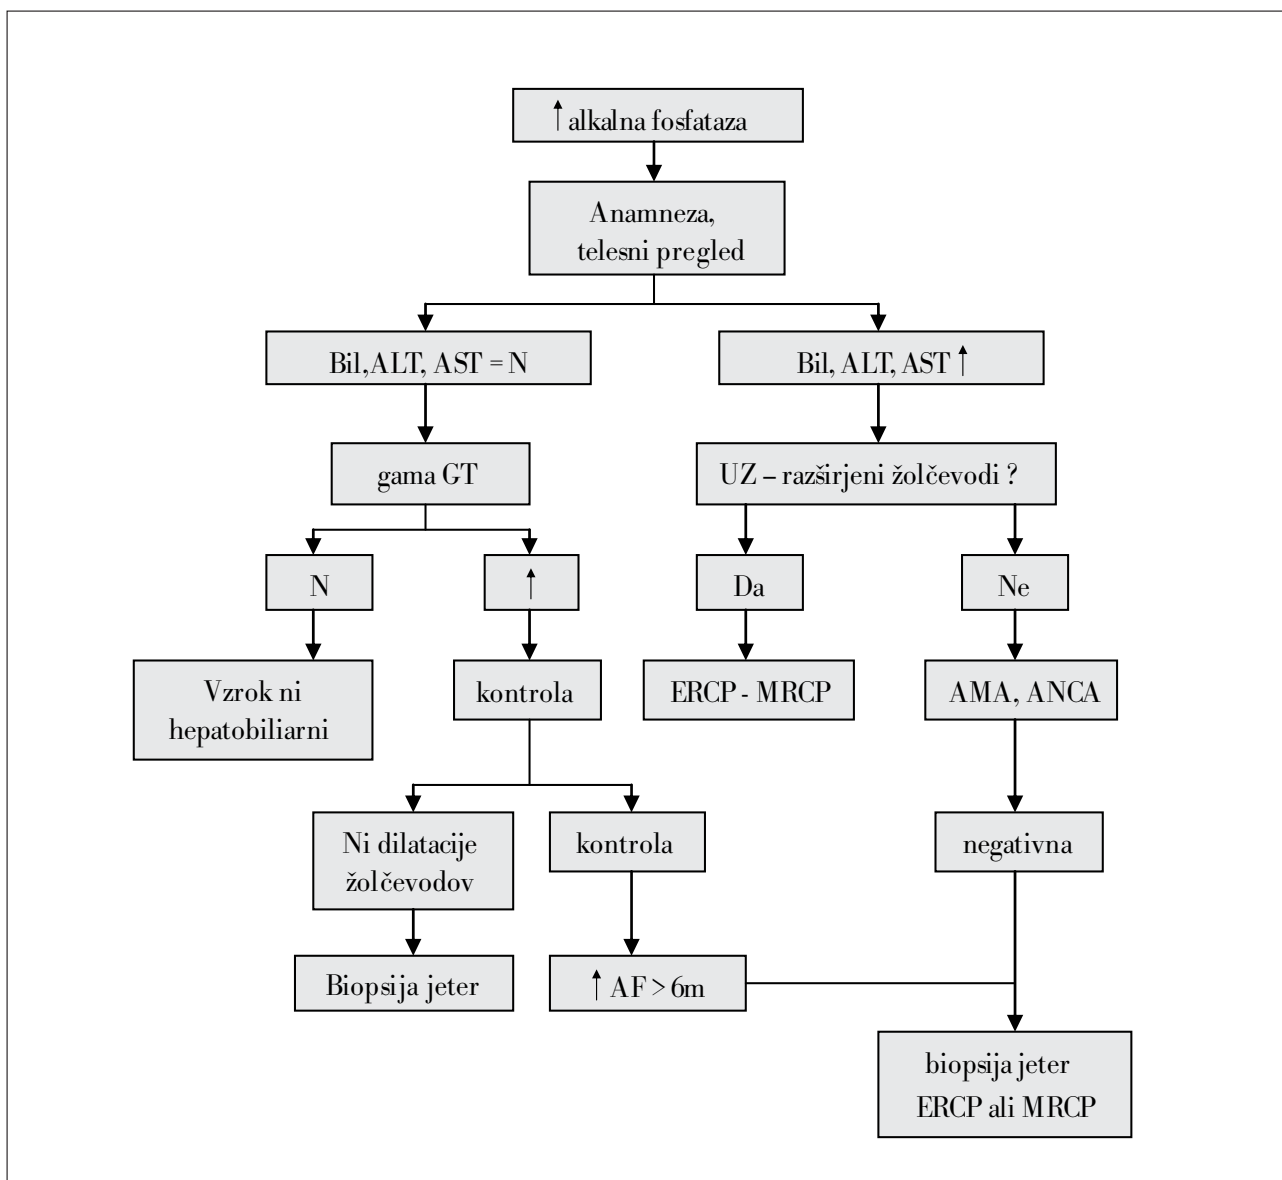 ↑ alkalna fosfataza
Anamneza,
telesni pregled
Bil,ALT, AST = N
Bil, ALT, AST ↑
gama GT
UZ – razširjeni žolčevodi ?
N
↑
Da
Ne
Vzrok ni
hepatobiliarni
kontrola
ERCP - MRCP
AMA, ANCA
Ni dilatacije
žolčevodov
kontrola
negativna
Biopsija jeter
↑ AF > 6m
biopsija jeter
ERCP ali MRCP